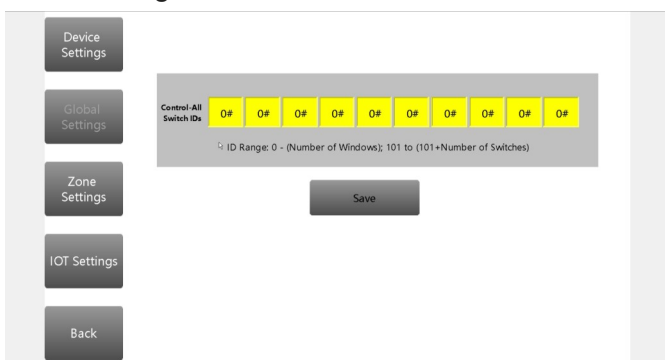 Device
Settings
Global
Settings
Zone
Settings
IOT Settings
Back
Control-All
Switch IDs
0# 0# 0# 0# 0# 0# 0# 0# 0# 0#
ID Range: 0 - (Number of Windows); 101 to (101+Number of Switches)
Save